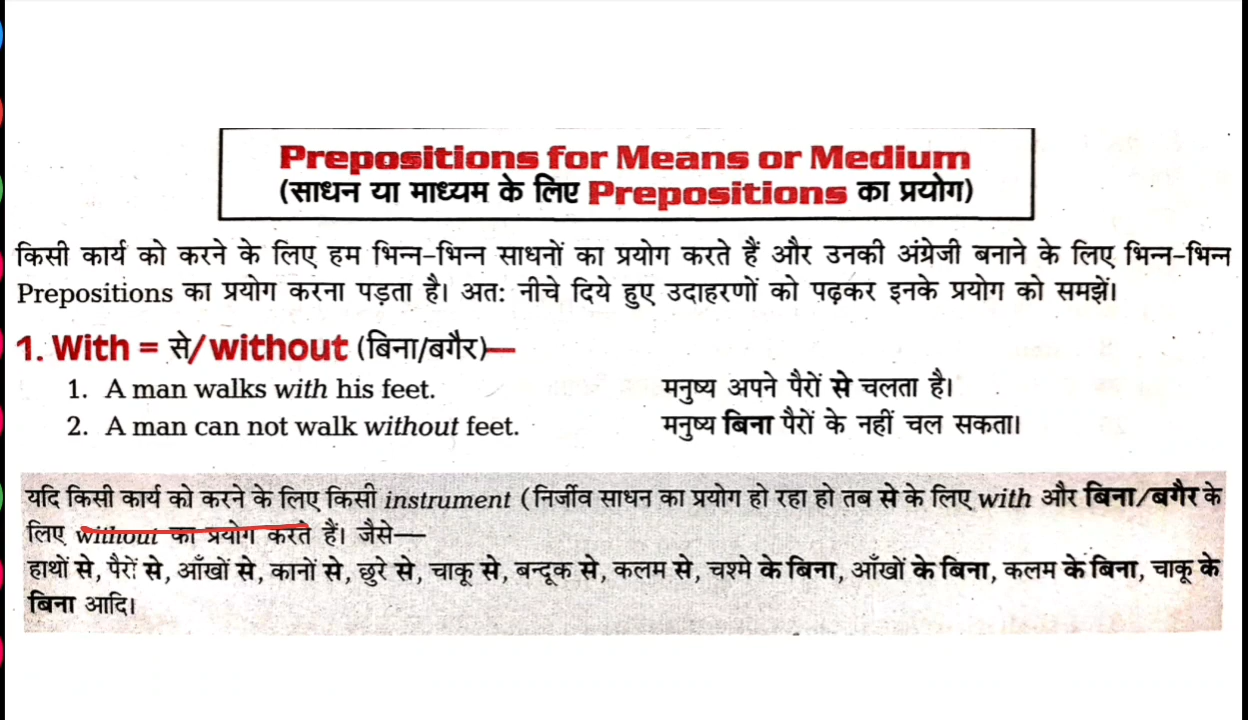 Prepositions for Means or Medium
(साधन या माध्यम के लिए Prepositions का प्रयोग)
किसी कार्य को करने के लिए हम भिन्न-भिन्न साधनों का प्रयोग करते हैं और उनकी अंग्रेजी बनाने के लिए भिन्न-भिन्न
Prepositions का प्रयोग करना पड़ता है। अत: नीचे दिये हुए उदाहरणों को पढ़कर इनके प्रयोग को समझें।
1. With = से/without (बिना/बगैर)—
1. A man walks with his feet. मनुष्य अपने पैरों से चलता है।
2. A man can not walk without feet. मनुष्य बिना पैरों के नहीं चल सकता।
यदि किसी कार्य को करने के लिए किसी instrument (निर्जीव साधन का प्रयोग हो रहा हो तब से के लिए with और बिना/बगैर के
लिए without का प्रयोग करते हैं। जैसे—
हाथों से, पैरों से, आँखों से, कानों से, छुरे से, चाकू से, बन्दूक से, कलम से, चश्मे के बिना, आँखों के बिना, कलम के बिना, चाकू के
बिना आदि।